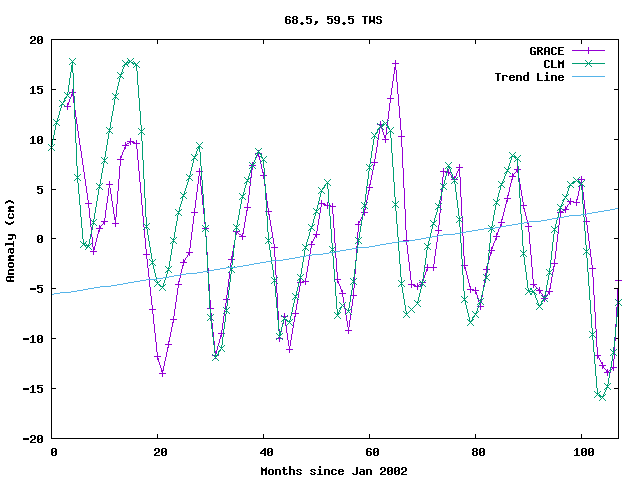 68.5, 59.5 TWS
GRACE
CLM
Trend Line
20
15
10
5
0
-5
-10
-15
-20
Anomaly (cm)
0 20 40 60 80 100
Months since Jan 2002